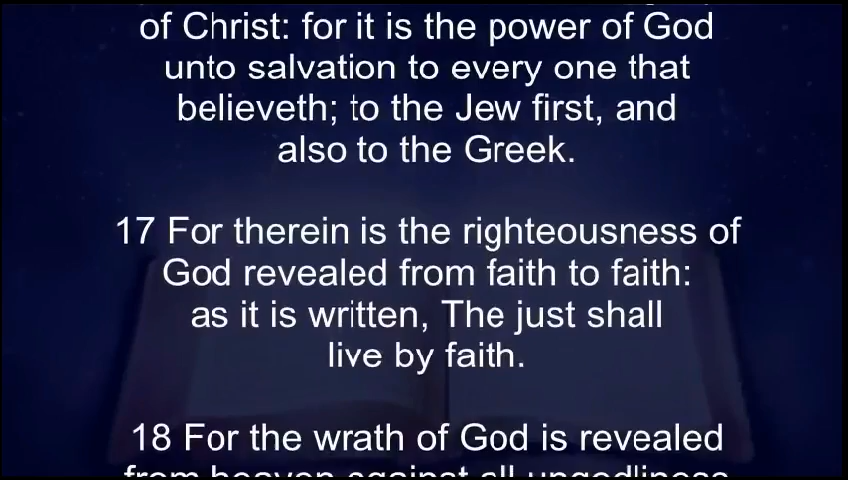 of Christ: for it is the power of God
unto salvation to every one that
believeth; to the Jew first, and
also to the Greek.
17 For therein is the righteousness of
God revealed from faith to faith:
as it is written, The just shall
live by faith.
18 For the wrath of God is revealed
from heaven against all ungodliness